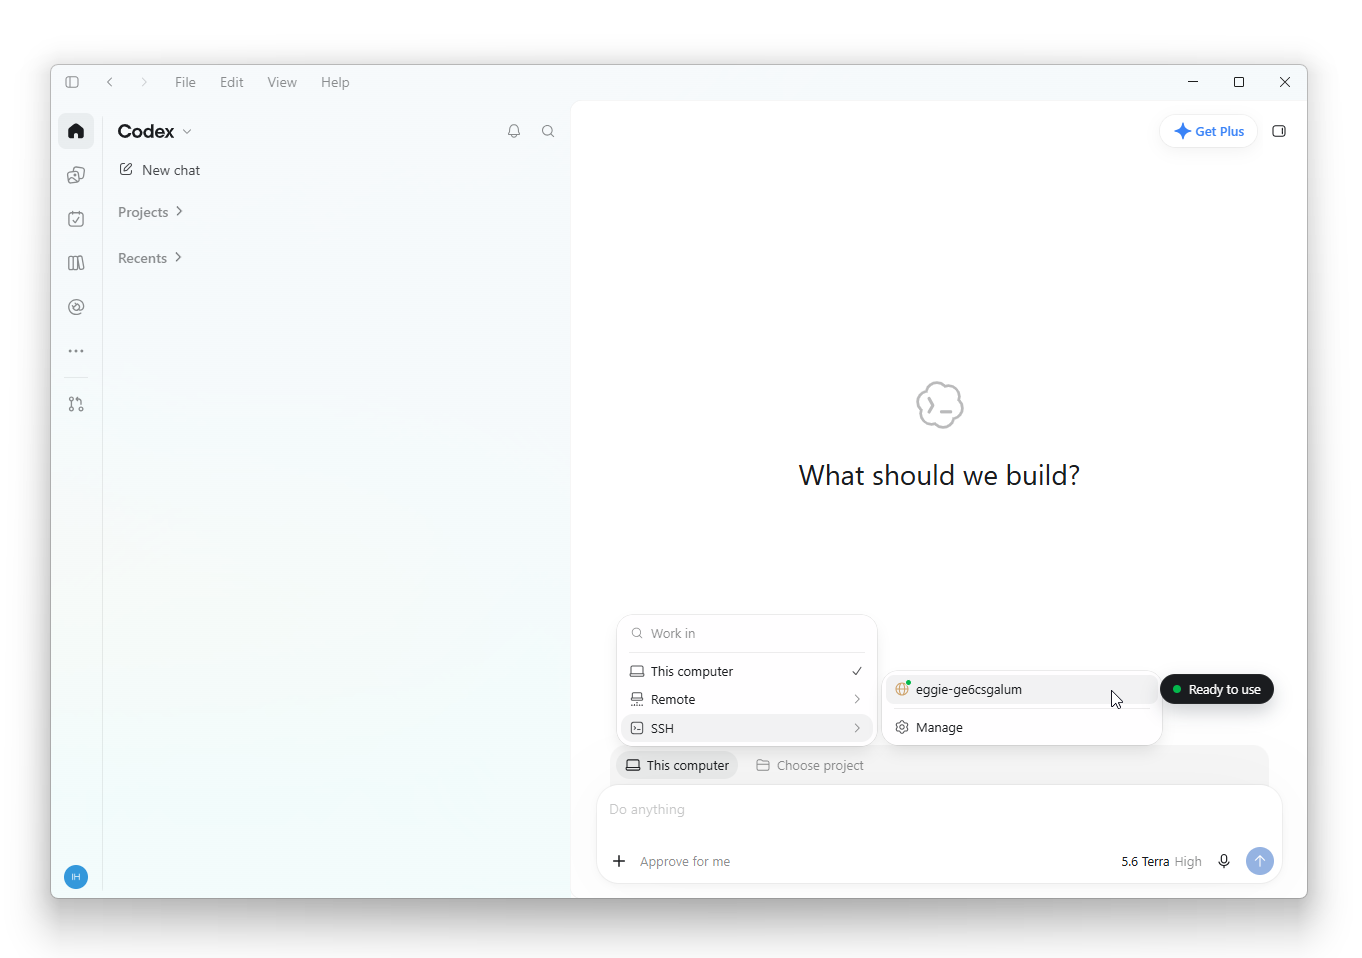 File Edit View Help
Codex
Get Plus
New chat
Projects
Recents
What should we build?
Work in
This computer
Remote
SSH
eggie-ge6csgalum
Ready to use
Manage
This computer Choose project
Do anything
Approve for me 5.6 Terra High
IH